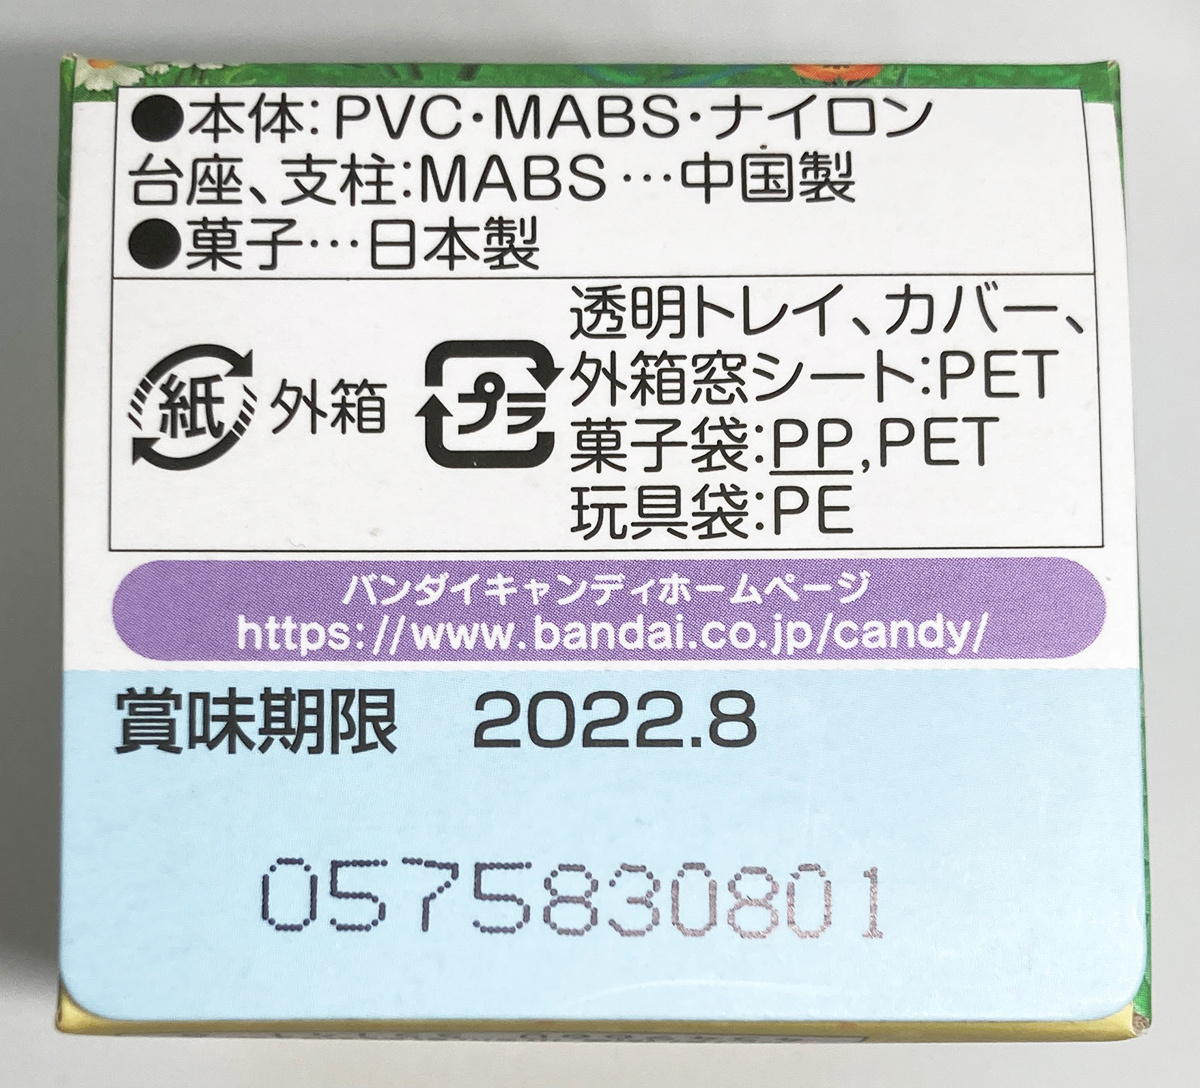 ●本体:PVC・MABS・ナイロン
台座、支柱:MABS…中国製
●菓子…日本製
紙 外箱
プラ
透明トレイ、カバー、
外箱窓シート:PET
菓子袋:PP,PET
玩具袋:PE
バンダイキャンディホームページ
https://www.bandai.co.jp/candy/
賞味期限 2022.8
0575830801